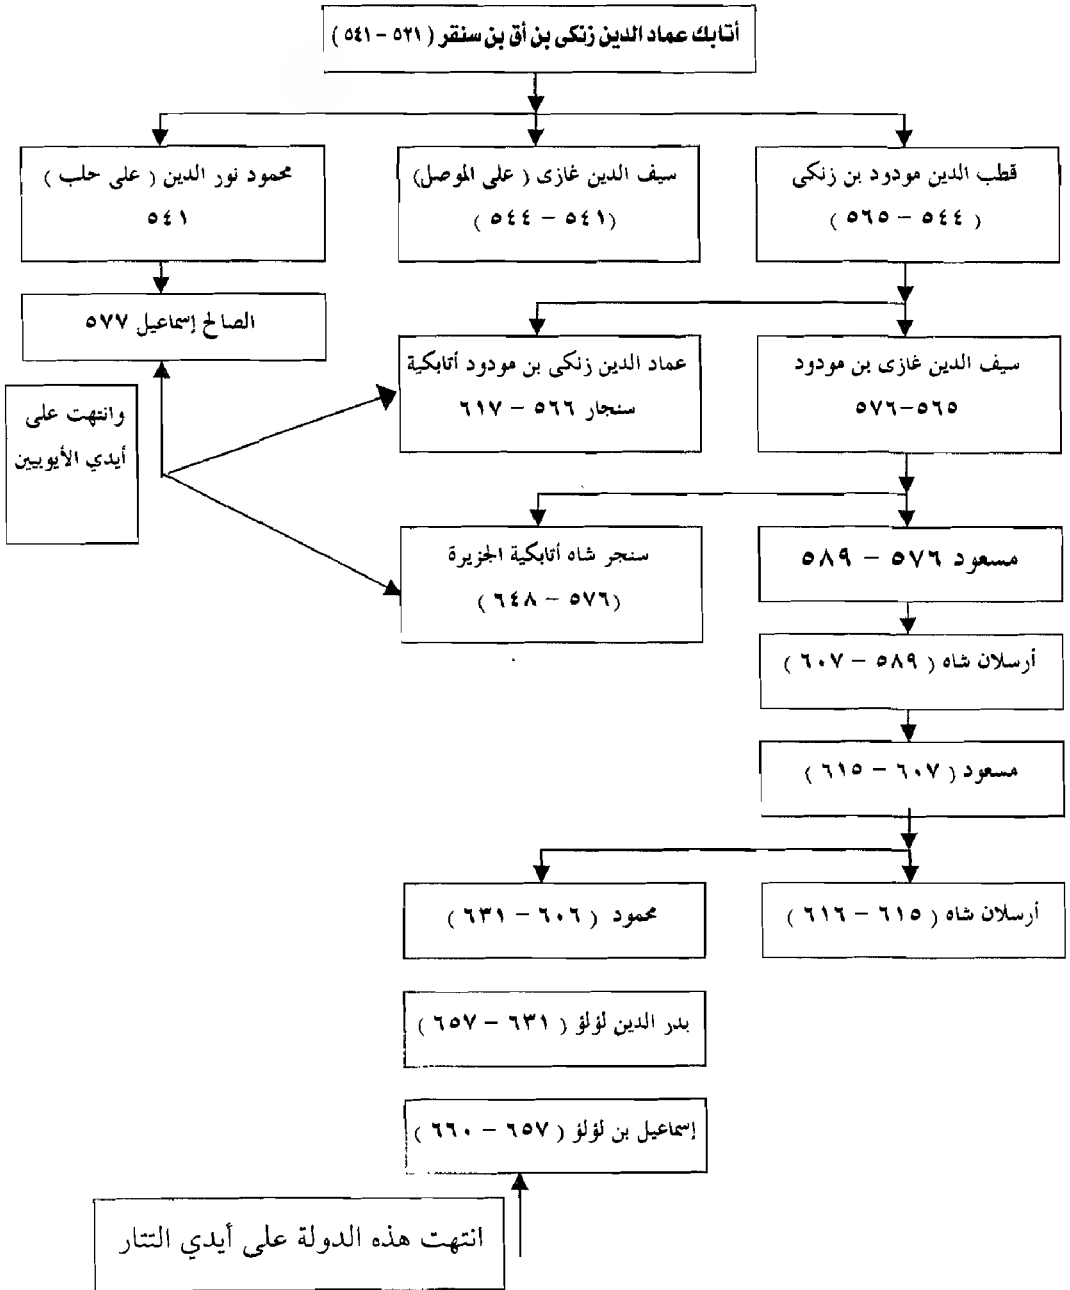 أتابك عماد الدين زنكى بن أق بن سنقر ( ٥٢١ – ٥٤١ )
قطب الدين مودود بن زنكى
( ٥٤٤ – ٥٦٥ )
سيف الدين غازى ( على الموصل)
(٥٤١ – ٥٤٤ )
محمود نور الدين ( على حلب )
٥٤١
الصالح إسماعيل ٥٧٧
سيف الدين غازى بن مودود
٥٦٥-٥٧٦
عماد الدين زنكى بن مودود أتابكية
سنجار ٥٦٦ – ٦١٧
وانتهت على
أيدي الأيوبيين
مسعود ٥٧٦ – ٥٨٩
سنجر شاه أتابكية الجزيرة
(٥٧٦ – ٦٤٨ )
أرسلان شاه ( ٥٨٩ – ٦٠٧ )
مسعود ( ٦٠٧ – ٦١٥ )
أرسلان شاه ( ٦١٥ – ٦١٦ )
محمود ( ٦٠٦ – ٦٣١ )
بدر الدين لؤلؤ ( ٦٣١ – ٦٥٧ )
إسماعيل بن لؤلؤ ( ٦٥٧ – ٦٦٠ )
انتهت هذه الدولة على أيدي التتار